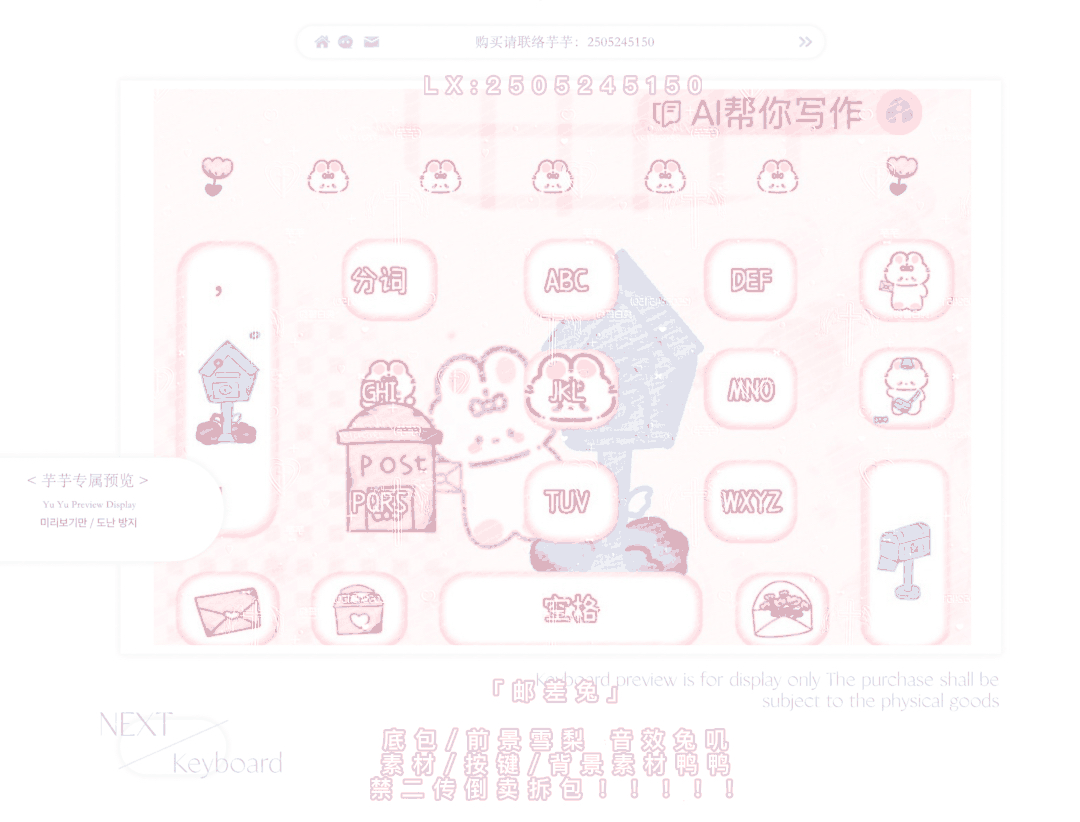 购买请联络芋芋：2505245150
LX:2505245150
AI帮你写作
，
分词
ABC
DEF
GHI
JKL
MNO
POST
PQRS
TUV
WXYZ
< 芋芋专属预览 >
Yu Yu Preview Display
미리보기만 / 도난 방지
空格
Keyboard preview is for display only The purchase shall be
subject to the physical goods
『邮差兔』
NEXT
Keyboard
底包/前景雪梨 音效兔叽
素材/按键/背景素材鸭鸭
禁二传倒卖拆包！！！！！